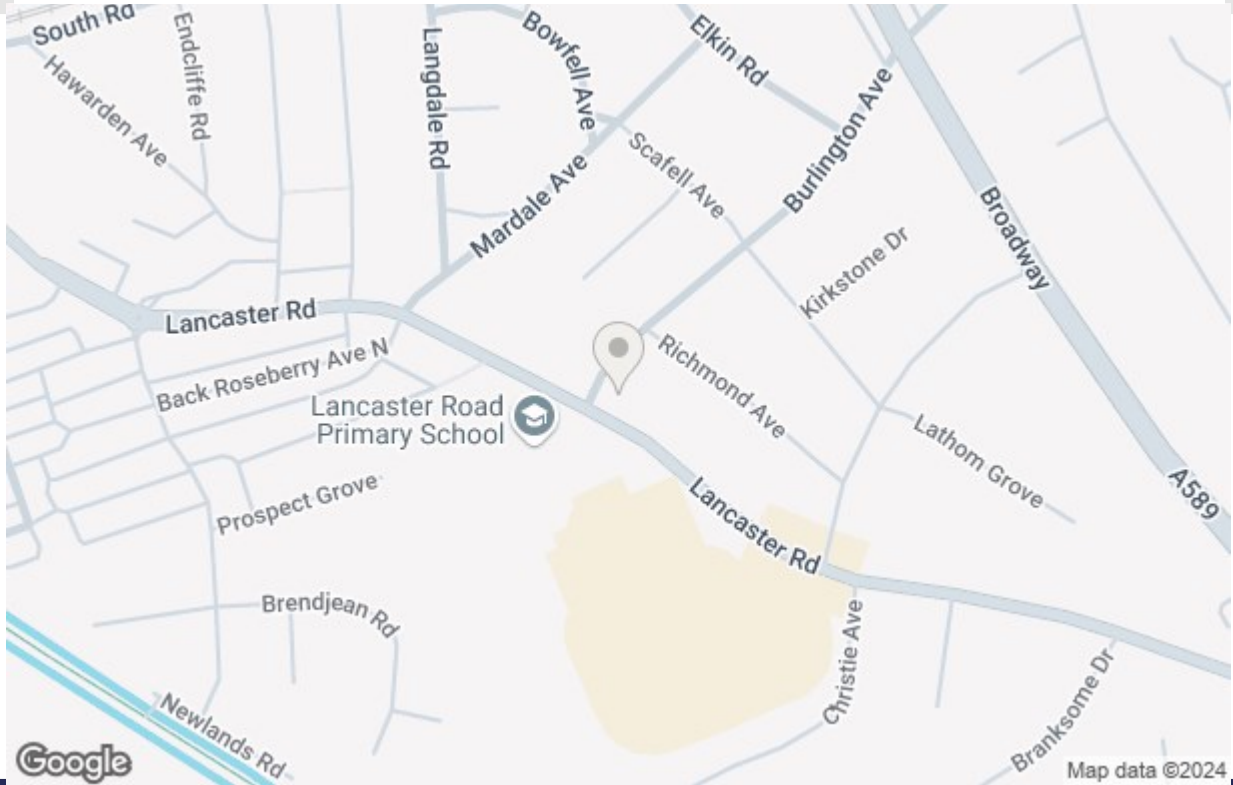 South Rd
Endcliffe Rd
Hawarden Ave
Langdale Rd
Bowfell Ave
Elkin Rd
Mardale Ave
Scafell Ave
Burlington Ave
Broadway
Kirkstone Dr
Lancaster Rd
Back Roseberry Ave N
Richmond Ave
Lancaster Road
Primary School
Lathom Grove
A589
Prospect Grove
Lancaster Rd
Brendjean Rd
Christie Ave
Branksome Dr
Newlands Rd
Google
Map data ©2024